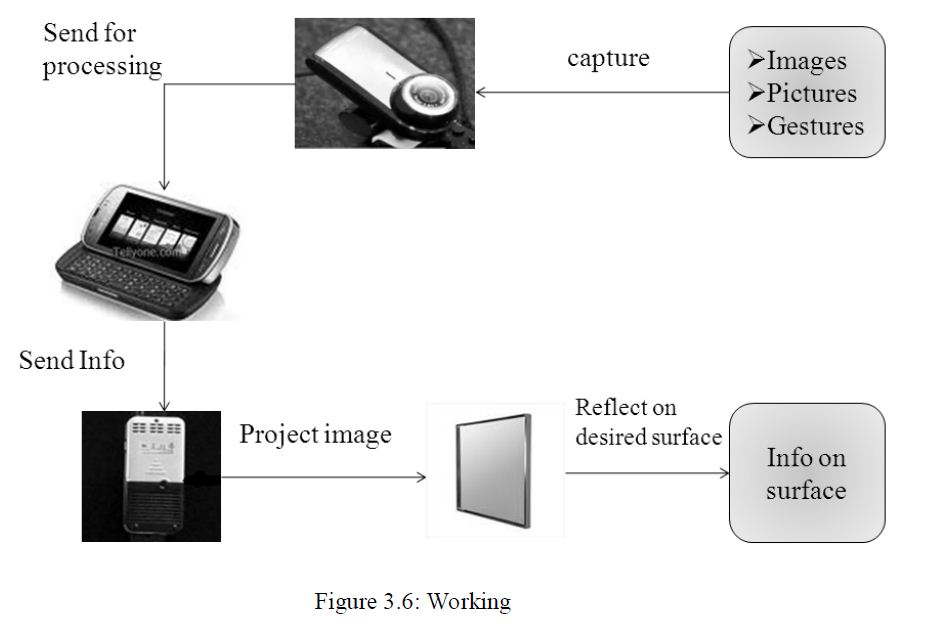 Send for
processing
capture
➢Images
➢Pictures
➢Gestures
Tellyone.com
Send Info
Project image
Reflect on
desired surface
Info on
surface
Figure 3.6: Working